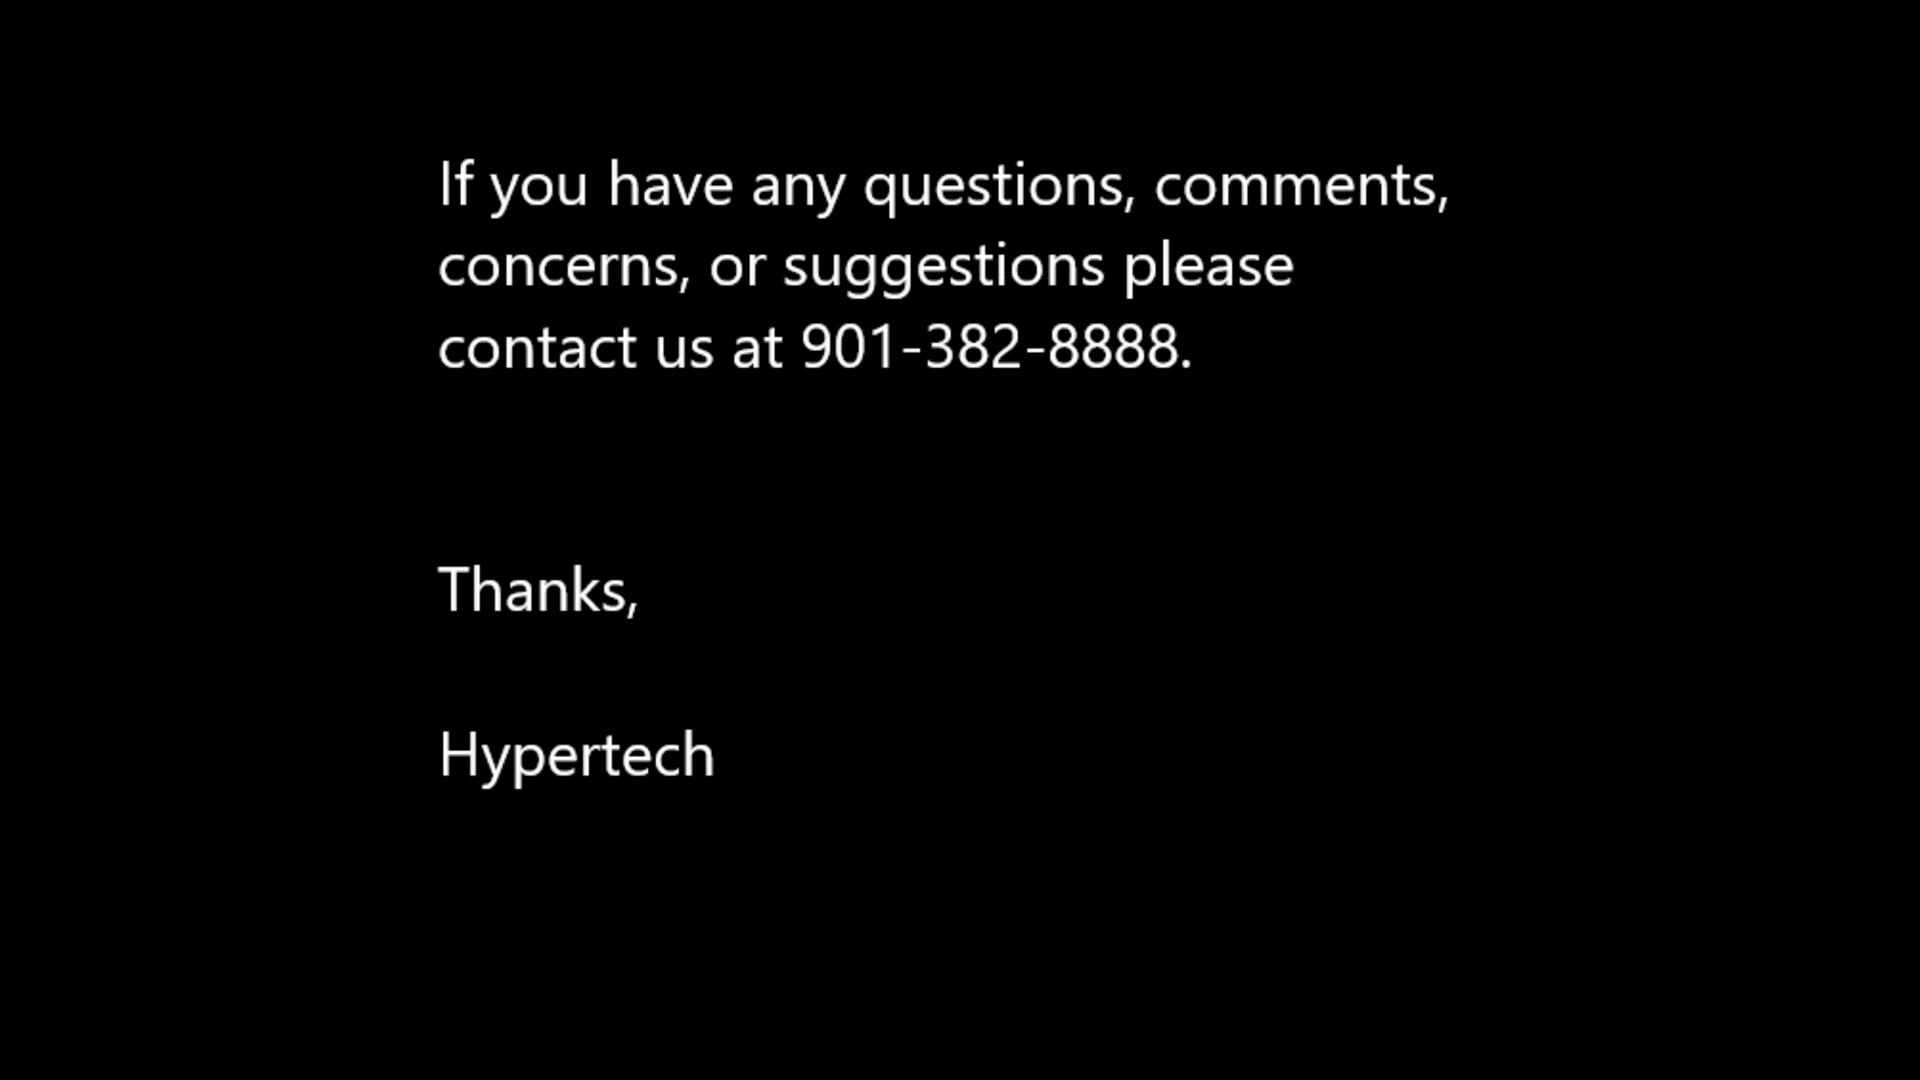 If you have any questions, comments,
concerns, or suggestions please
contact us at 901-382-8888.
Thanks,
Hypertech